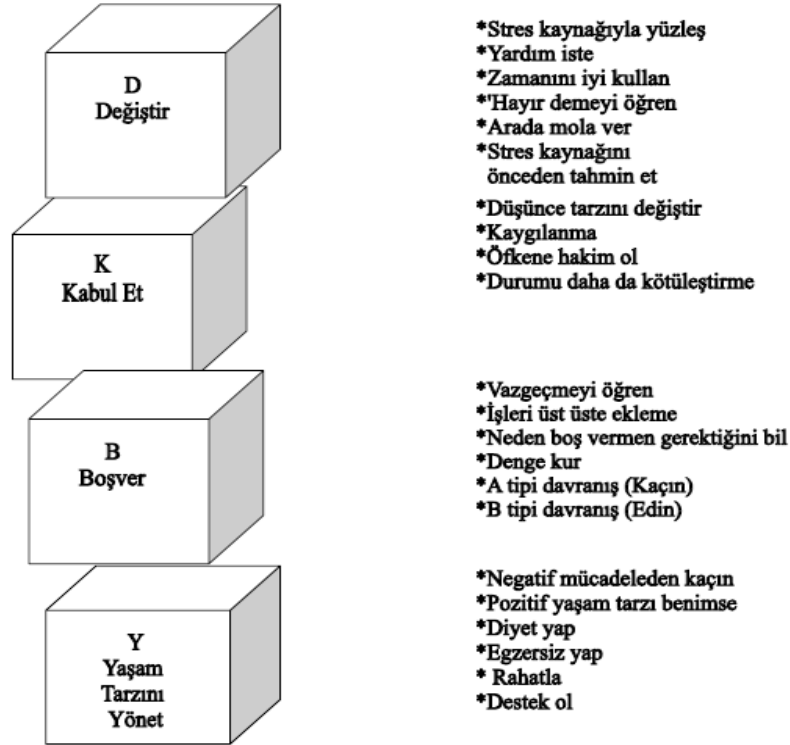 D
Değiştir
*Stres kaynağıyla yüzleş
*Yardım iste
*Zamanını iyi kullan
*'Hayır demeyi öğren
*Arada mola ver
*Stres kaynağını
önceden tahmin et
K
Kabul Et
*Düşünce tarzını değiştir
*Kaygılanma
*Öfkene hakim ol
*Durumu daha da kötüleştirme
B
Boşver
*Vazgeçmeyi öğren
*İşleri üst üste ekleme
*Neden boş vermen gerektiğini bil
*Denge kur
*A tipi davranış (Kaçın)
*B tipi davranış (Edin)
Y
Yaşam
Tarzını
Yönet
*Negatif mücadeleden kaçın
*Pozitif yaşam tarzı benimse
*Diyet yap
*Egzersiz yap
* Rahatla
*Destek ol